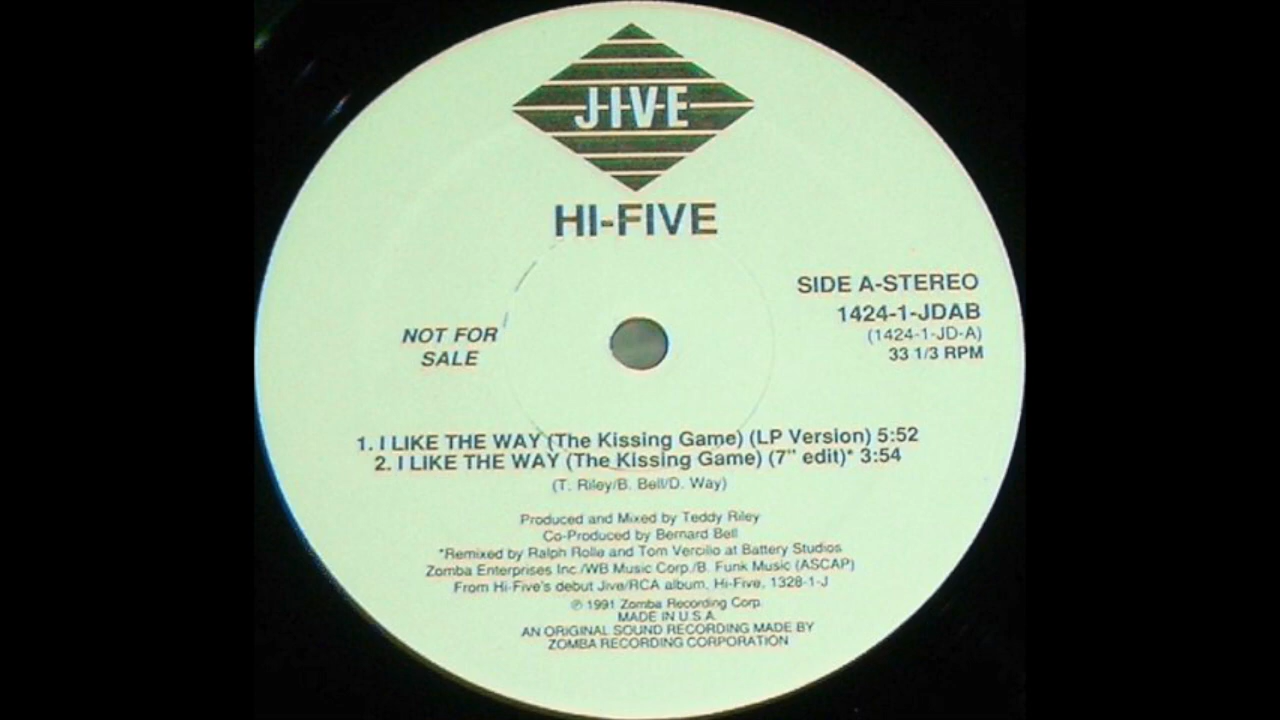 JIVE
HI-FIVE
SIDE A-STEREO
1424-1-JDAB
(1424-1-JD-A)
33 1/3 RPM
NOT FOR
SALE
1. I LIKE THE WAY (The Kissing Game) (LP Version) 5:52
2. I LIKE THE WAY (The Kissing Game) (7" edit)* 3:54
(T. Riley/B. Bell/D. Way)
Produced and Mixed by Teddy Riley
Co-Produced by Bernard Bell
*Remixed by Ralph Rolle and Tom Vercillo at Battery Studios
Zomba Enterprises Inc./WB Music Corp./B. Funk Music (ASCAP)
From Hi-Five's debut Jive/RCA album, Hi-Five, 1328-1-J
℗ 1991 Zomba Recording Corp.
MADE IN U.S.A.
AN ORIGINAL SOUND RECORDING MADE BY
ZOMBA RECORDING CORPORATION